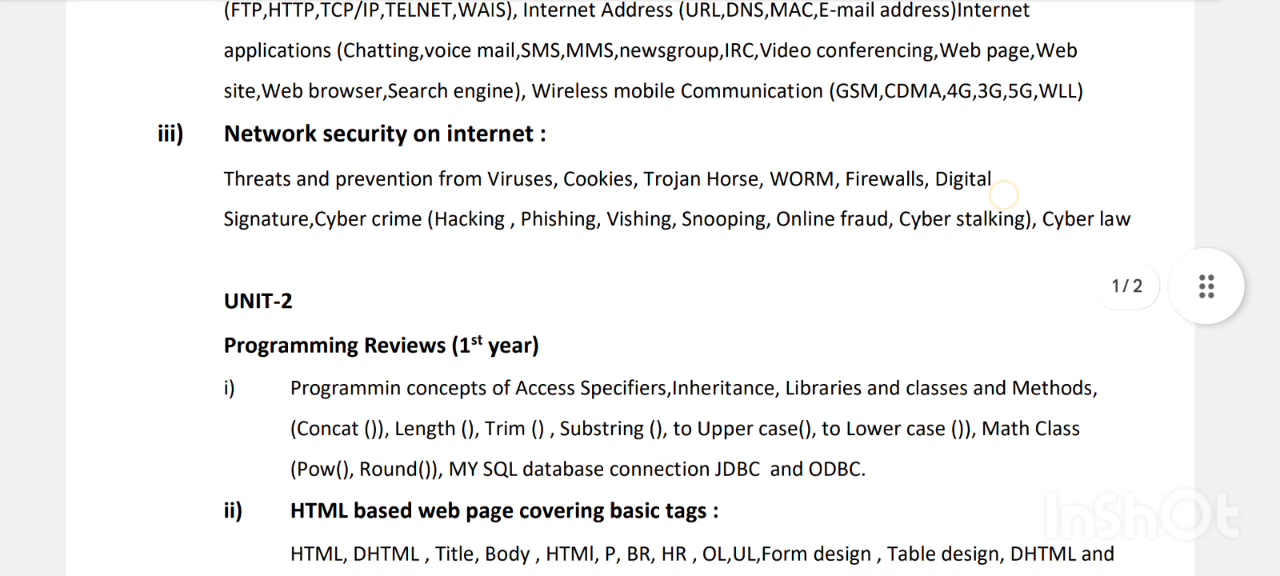 (FTP,HTTP,TCP/IP,TELNET,WAIS), Internet Address (URL,DNS,MAC,E-mail address)Internet
applications (Chatting,voice mail,SMS,MMS,newsgroup,IRC,Video conferencing,Web page,Web
site,Web browser,Search engine), Wireless mobile Communication (GSM,CDMA,4G,3G,5G,WLL)
iii) Network security on internet :
Threats and prevention from Viruses, Cookies, Trojan Horse, WORM, Firewalls, Digital
Signature,Cyber crime (Hacking , Phishing, Vishing, Snooping, Online fraud, Cyber stalking), Cyber law
1/2
UNIT-2
Programming Reviews (1st year)
i) Programmin concepts of Access Specifiers,Inheritance, Libraries and classes and Methods,
(Concat ()), Length (), Trim () , Substring (), to Upper case(), to Lower case ()), Math Class
(Pow(), Round()), MY SQL database connection JDBC and ODBC.
ii) HTML based web page covering basic tags :
HTML, DHTML , Title, Body , HTMl, P, BR, HR , OL,UL,Form design , Table design, DHTML and
InShOt